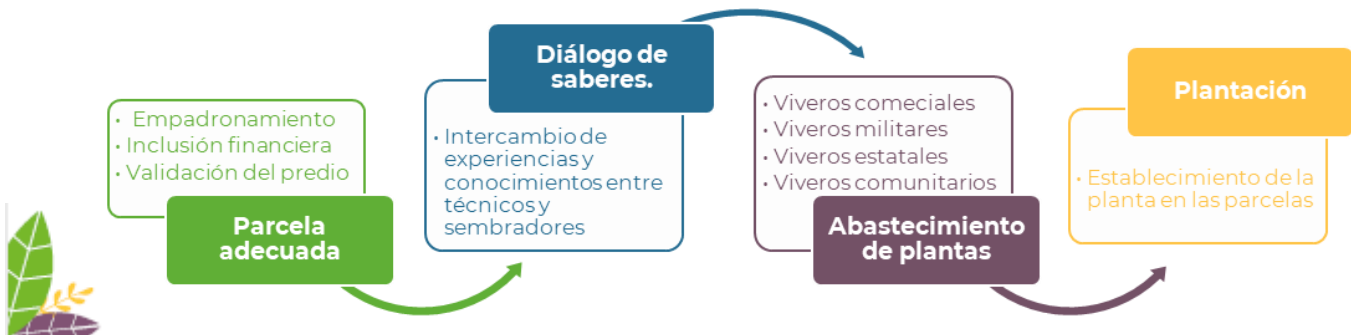 · Empadronamiento
· Inclusión financiera
· Validación del predio
Parcela
adecuada
Diálogo de
saberes.
· Intercambio de
experiencias y
conocimientos entre
técnicos y
sembradores
· Viveros comeciales
· Viveros militares
· Viveros estatales
· Viveros comunitarios
Abastecimiento
de plantas
Plantación
· Establecimiento de la
planta en las parcelas